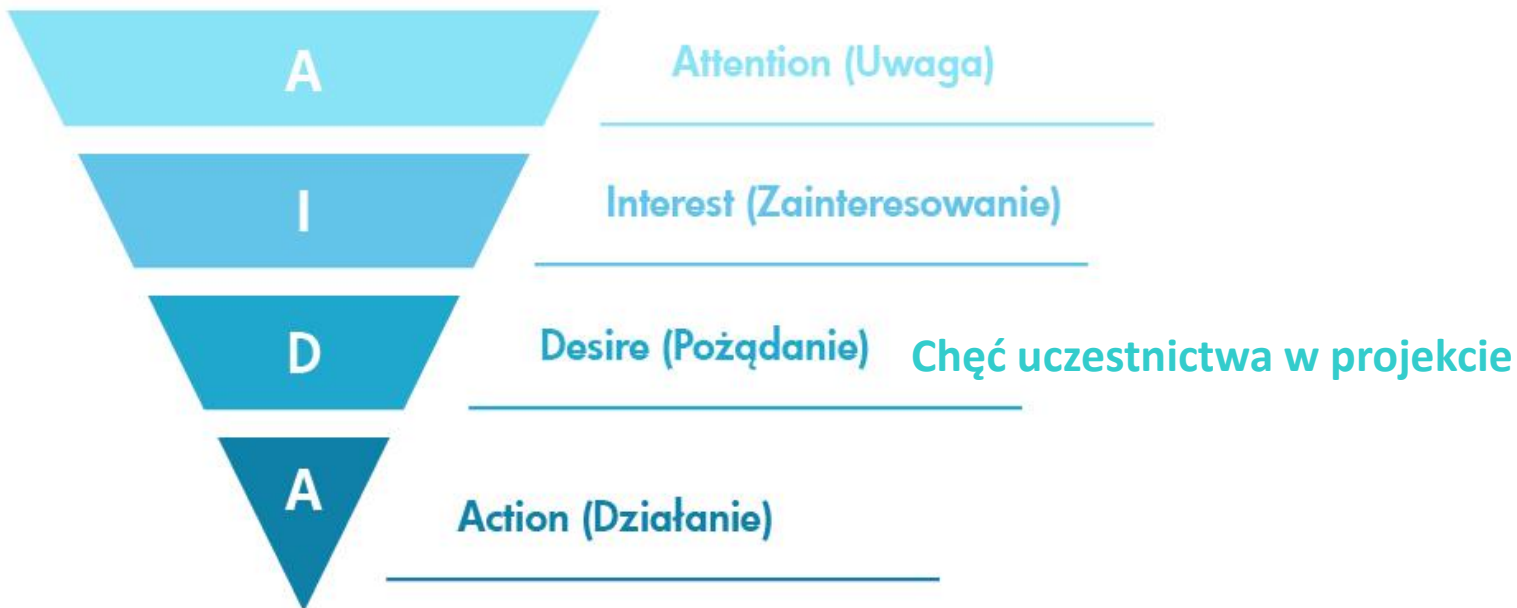 A
Attention (Uwaga)
I
Interest (Zainteresowanie)
D
Desire (Pożądanie) Chęć uczestnictwa w projekcie
A
Action (Działanie)